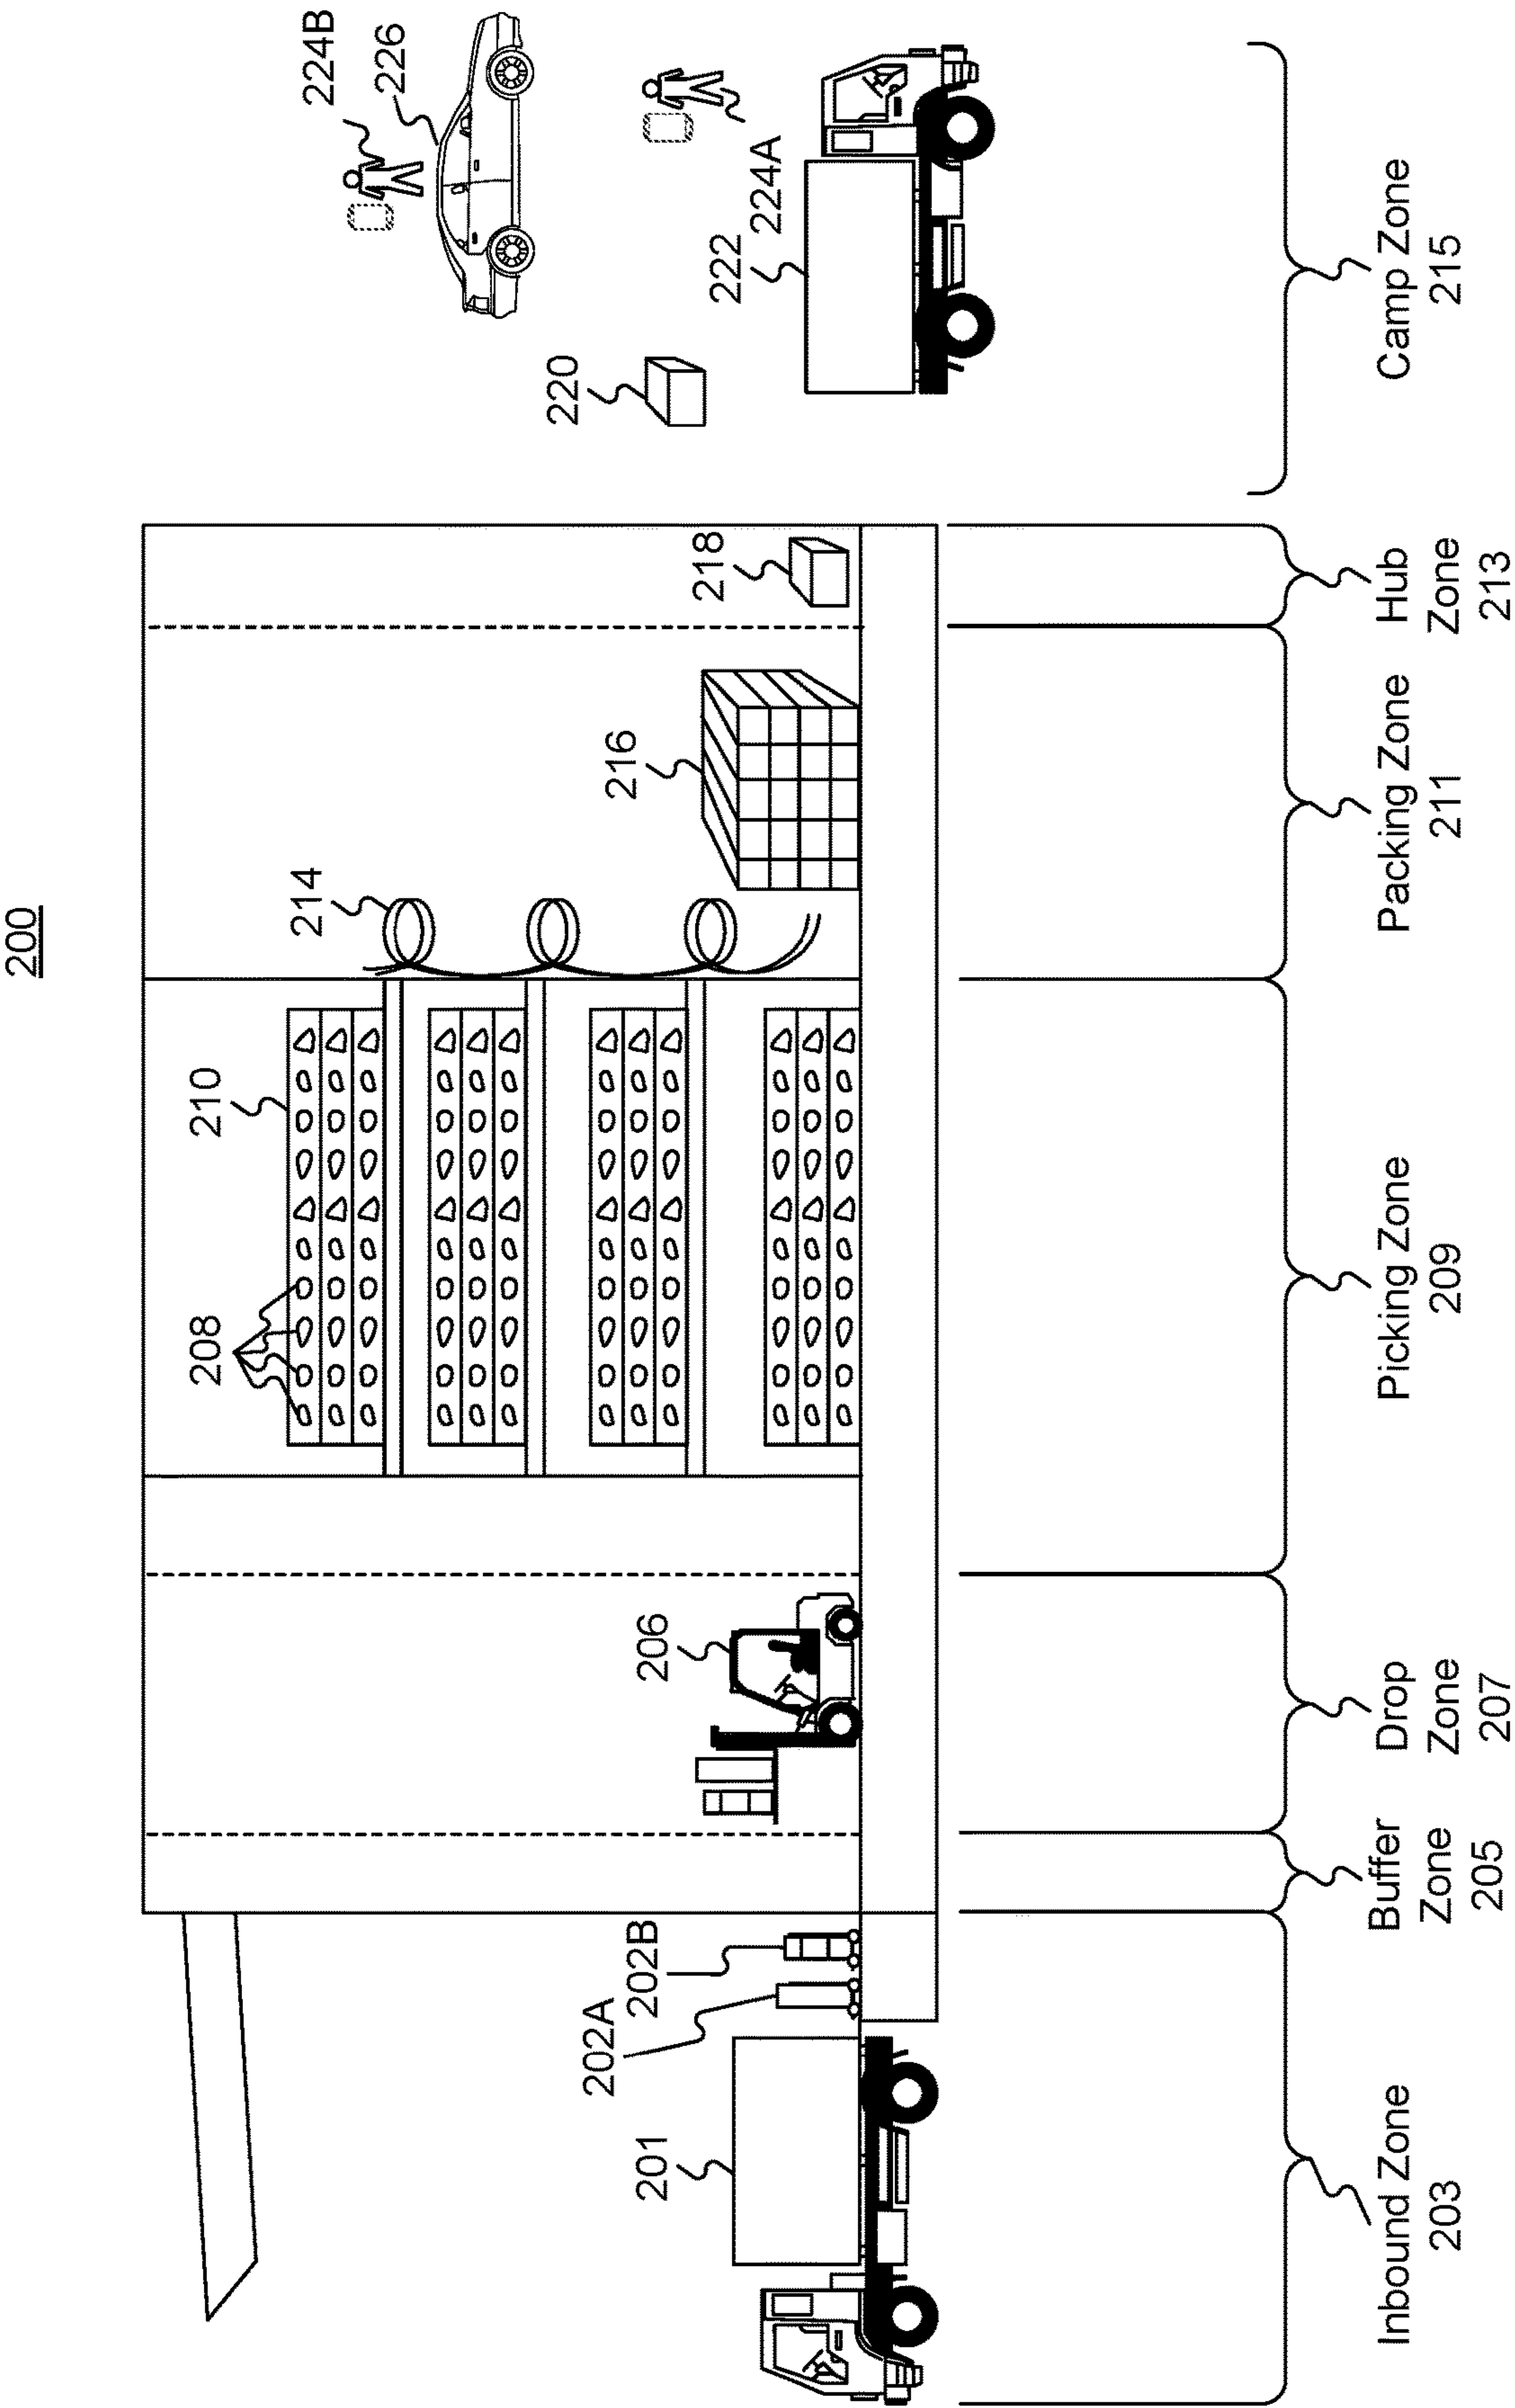 200
224B
226
224A
222
220
218
216
214
210
208
206
202B
202A
201
Inbound Zone
203
Buffer
Zone
205
Drop
Zone
207
Picking Zone
209
Packing Zone
211
Hub
Zone
213
Camp Zone
215